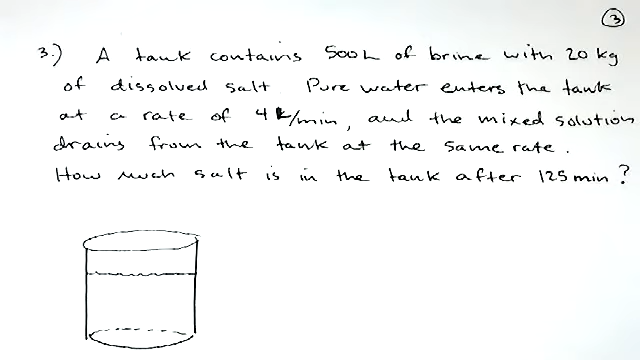 3
3.) A tank contains 500L of brine with 20 kg
of dissolved salt. Pure water enters the tank
at a rate of 4 L/min, and the mixed solution
drains from the tank at the same rate.
How much salt is in the tank after 125 min?